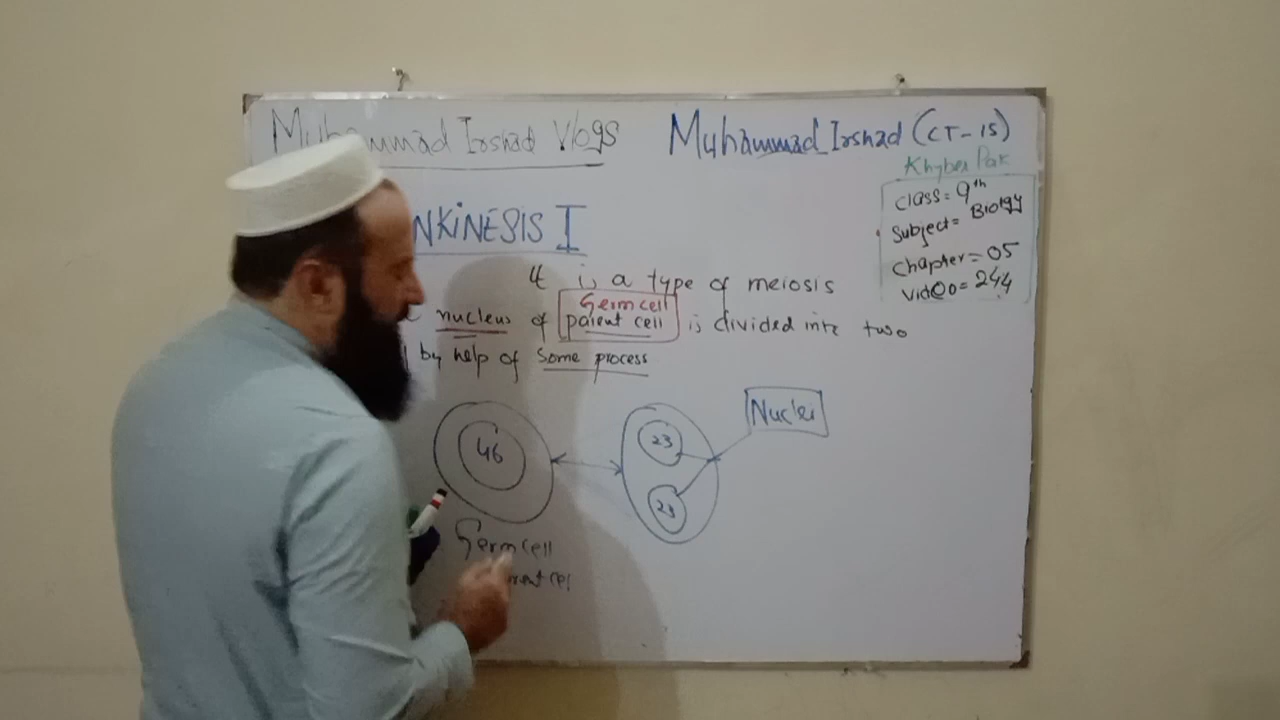 Muhammad Irshad Vlogs
Muhammad Irshad (CT-15)
Khyber Pak
Class = 9th
Subject = Biology
Chapter = 05
Video = 244
NKINESIS I
It is a type of meiosis
nucleus of Germ cell parent cell is divided into two
by help of Some process
46
23
23
Nuclei
Germ cell